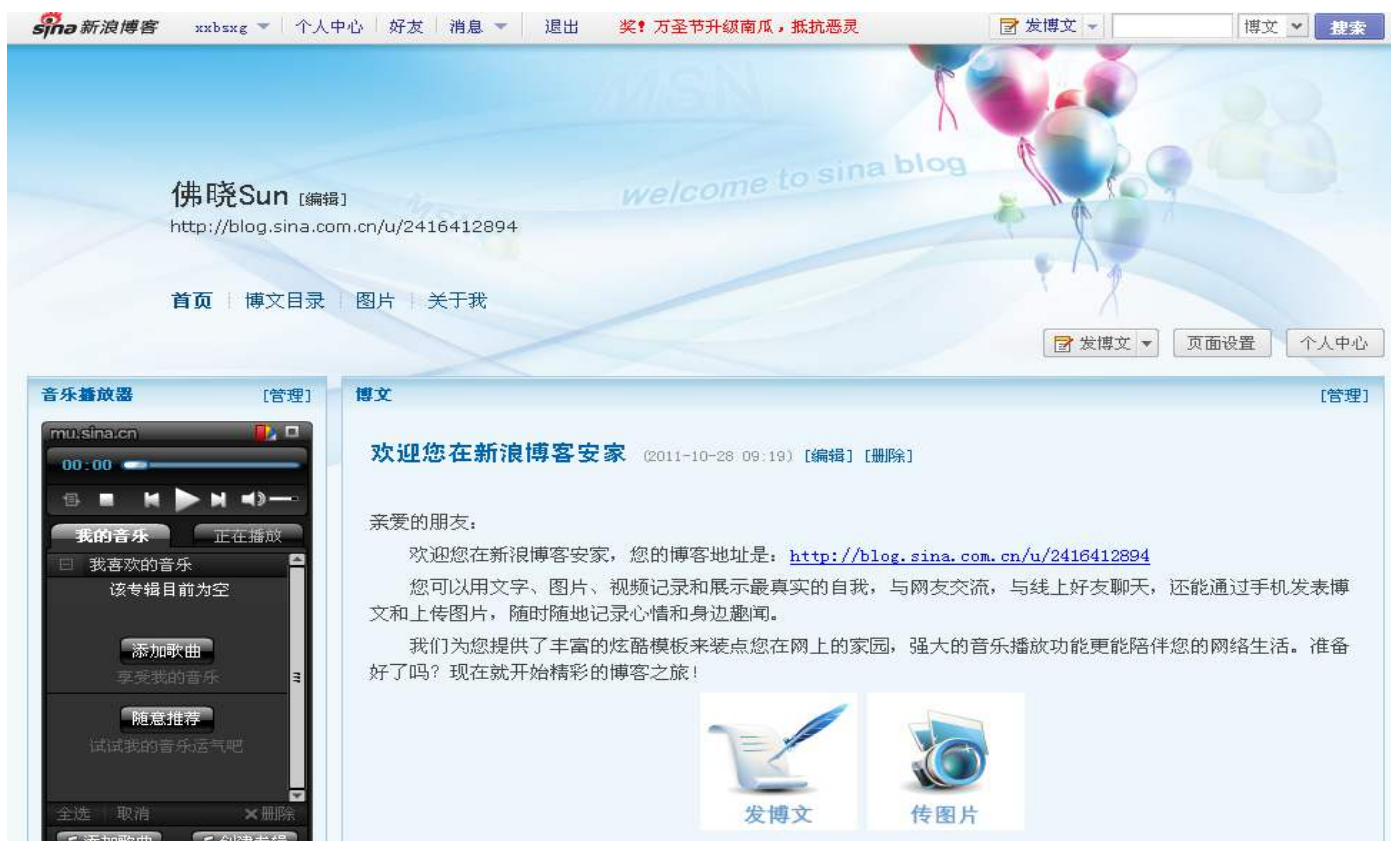 sina 新浪博客 xxbsxg 个人中心 好友 消息 退出 奖！万圣节升级南瓜，抵抗恶灵 发博文 博文 搜索
MSN
welcome to sina blog
佛晓Sun [编辑]
http://blog.sina.com.cn/u/2416412894
首页 博文目录 图片 关于我
发博文 页面设置 个人中心
音乐播放器 [管理]
mu.sina.cn
00:00
我的音乐 正在播放
我喜欢的音乐
该专辑目前为空
添加歌曲
享受我的音乐
随意推荐
试试我的音乐运气吧
全选 取消 删除
添加歌曲 创建专辑
博文 [管理]
欢迎您在新浪博客安家 (2011-10-28 09:19) [编辑] [删除]
亲爱的朋友：
欢迎您在新浪博客安家，您的博客地址是：http://blog.sina.com.cn/u/2416412894
您可以用文字、图片、视频记录和展示最真实的自我，与网友交流，与线上好友聊天，还能通过手机发表博
文和上传图片，随时随地记录心情和身边趣闻。
我们为您提供了丰富的炫酷模板来装点您在网上的家园，强大的音乐播放功能更能陪伴您的网络生活。准备
好了吗？现在就开始精彩的博客之旅！
发博文 传图片